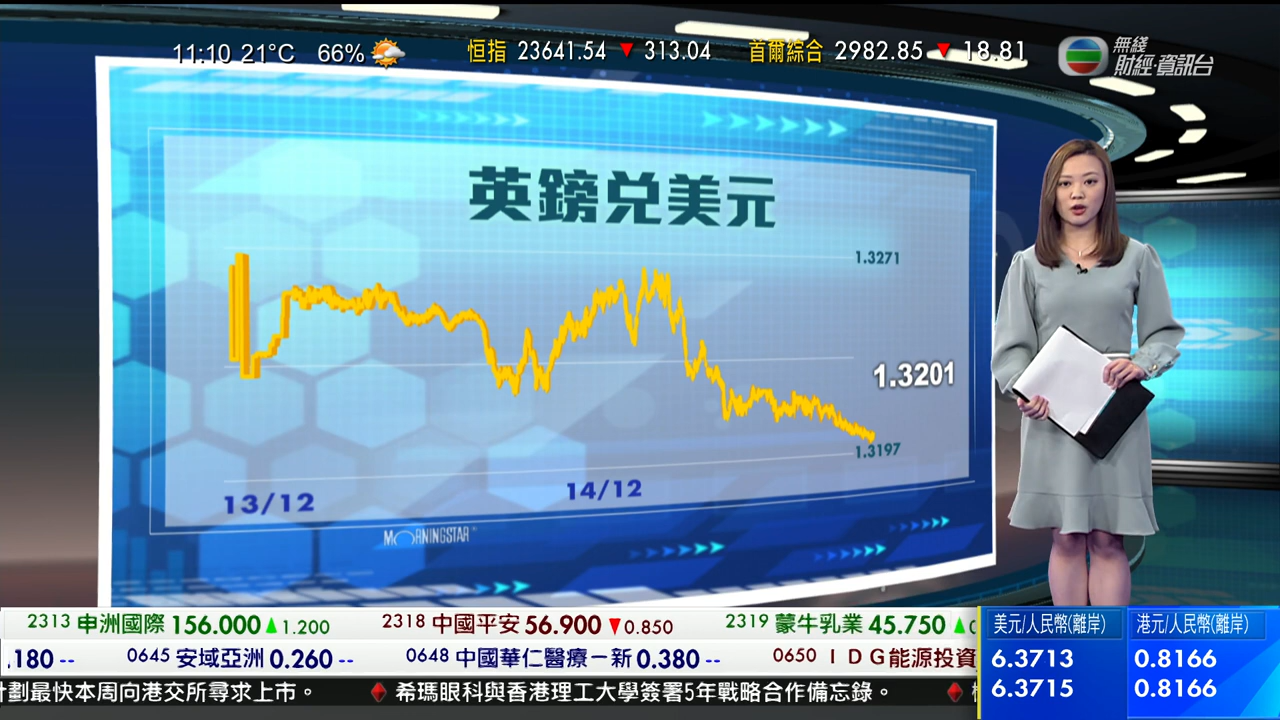 11:10 21°C 66% 恒指 23641.54 ▼ 313.04 首爾綜合 2982.85 ▼ 18.81
無綫
財經·資訊台
英鎊兌美元
1.3271
1.3201
1.3197
13/12 14/12
MORNINGSTAR
2313 申洲國際 156.000 ▲ 1.200 2318 中國平安 56.900 ▼ 0.850 2319 蒙牛乳業 45.750 ▲
.180 -- 0645 安域亞洲 0.260 -- 0648 中國華仁醫療－新 0.380 -- 0650 ＩＤＧ能源投資
劃最快本周向港交所尋求上市。 ♦ 希瑪眼科與香港理工大學簽署5年戰略合作備忘錄。 ♦
美元/人民幣(離岸) 港元/人民幣(離岸)
6.3713 0.8166
6.3715 0.8166